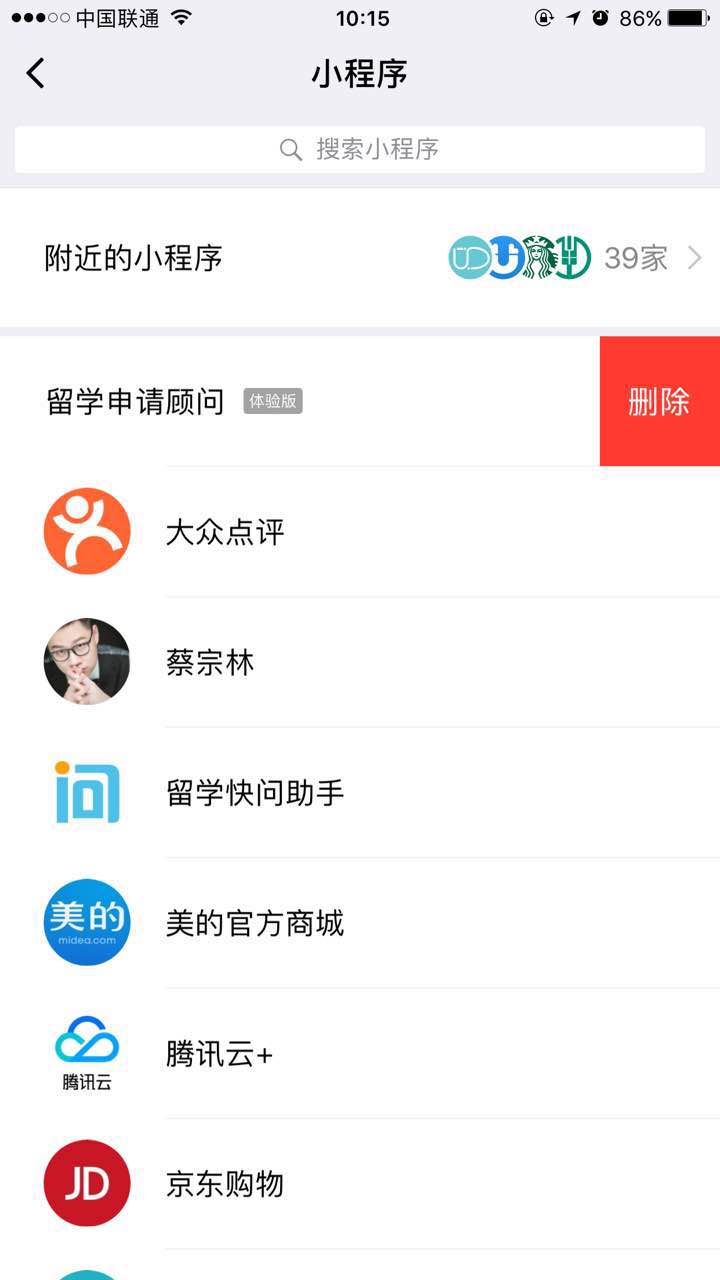 中国联通 10:15 86%
小程序
搜索小程序
附近的小程序 39家
留学申请顾问 体验版 删除
大众点评
蔡宗林
问 留学快问助手
美的 美的官方商城
midea.com
腾讯云+
腾讯云
JD 京东购物